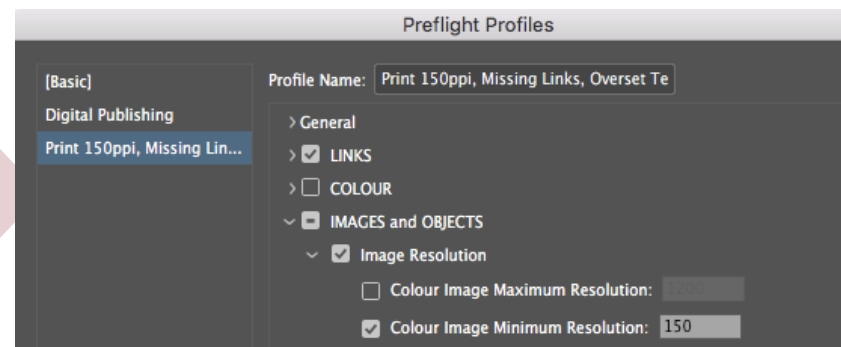 Preflight Profiles
[Basic]
Profile Name: Print 150ppi, Missing Links, Overset Te
Digital Publishing
General
Print 150ppi, Missing Lin...
LINKS
COLOUR
IMAGES and OBJECTS
Image Resolution
Colour Image Maximum Resolution: 1200
Colour Image Minimum Resolution: 150